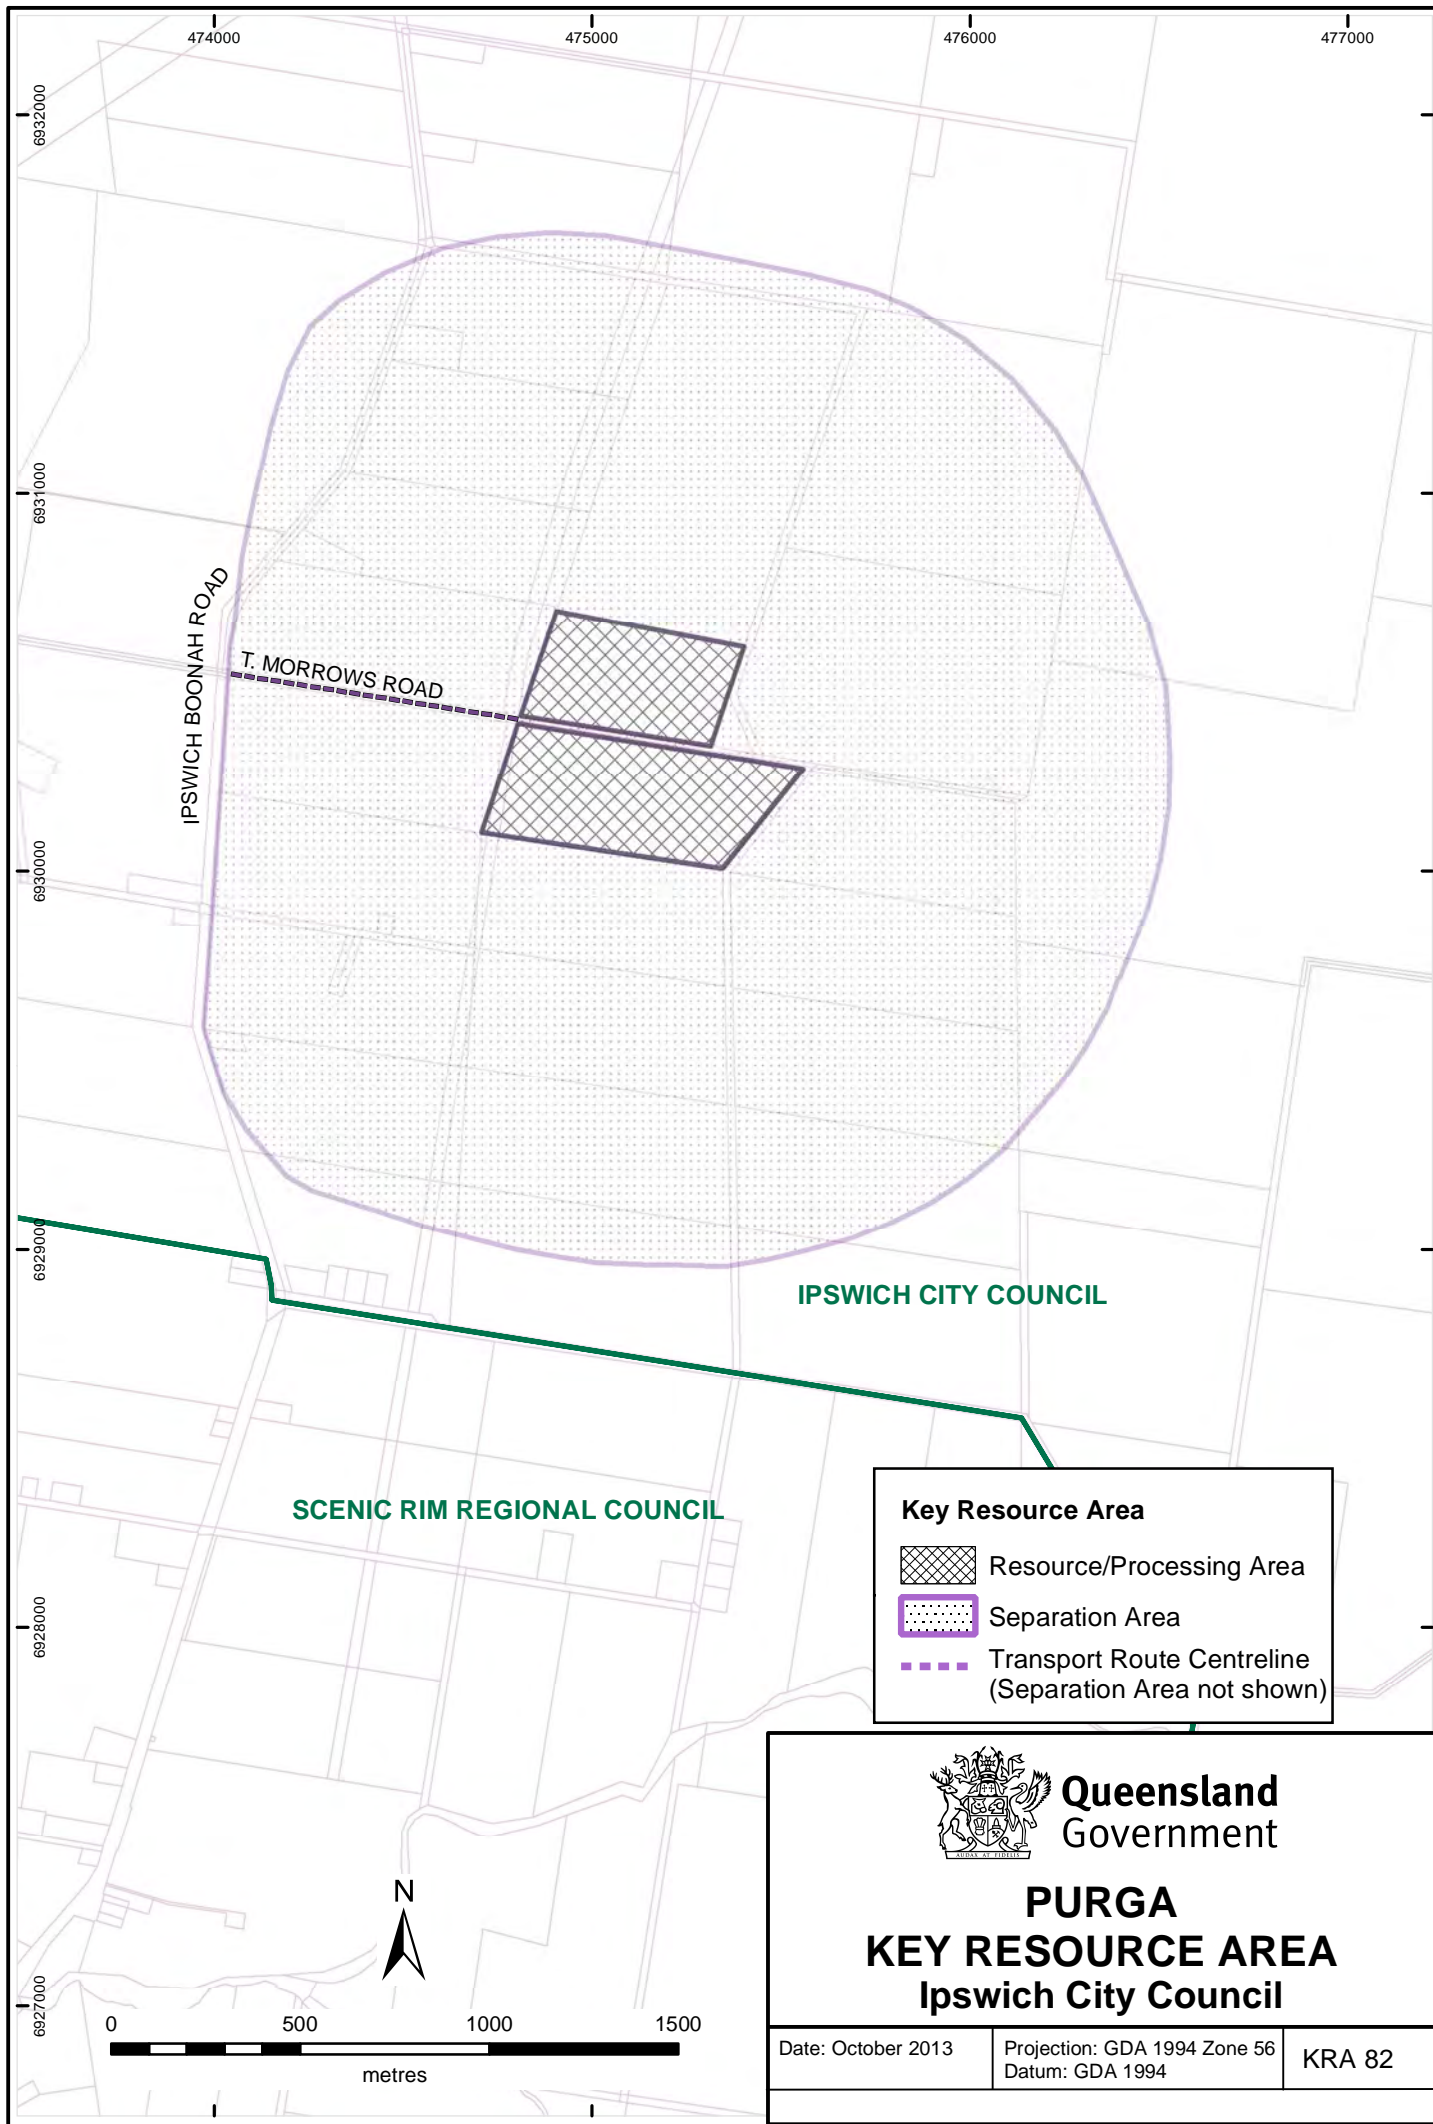 474000
475000
476000
477000
6932000
6931000
6930000
6929000
6928000
6927000
IPSWICH BOONAH ROAD
T. MORROWS ROAD
IPSWICH CITY COUNCIL
SCENIC RIM REGIONAL COUNCIL
Key Resource Area
Resource/Processing Area
Separation Area
Transport Route Centreline
(Separation Area not shown)
AUDAX AT FIDELIS
Queensland
Government
PURGA
KEY RESOURCE AREA
Ipswich City Council
Date: October 2013
Projection: GDA 1994 Zone 56
Datum: GDA 1994
KRA 82
N
0
500
1000
1500
metres